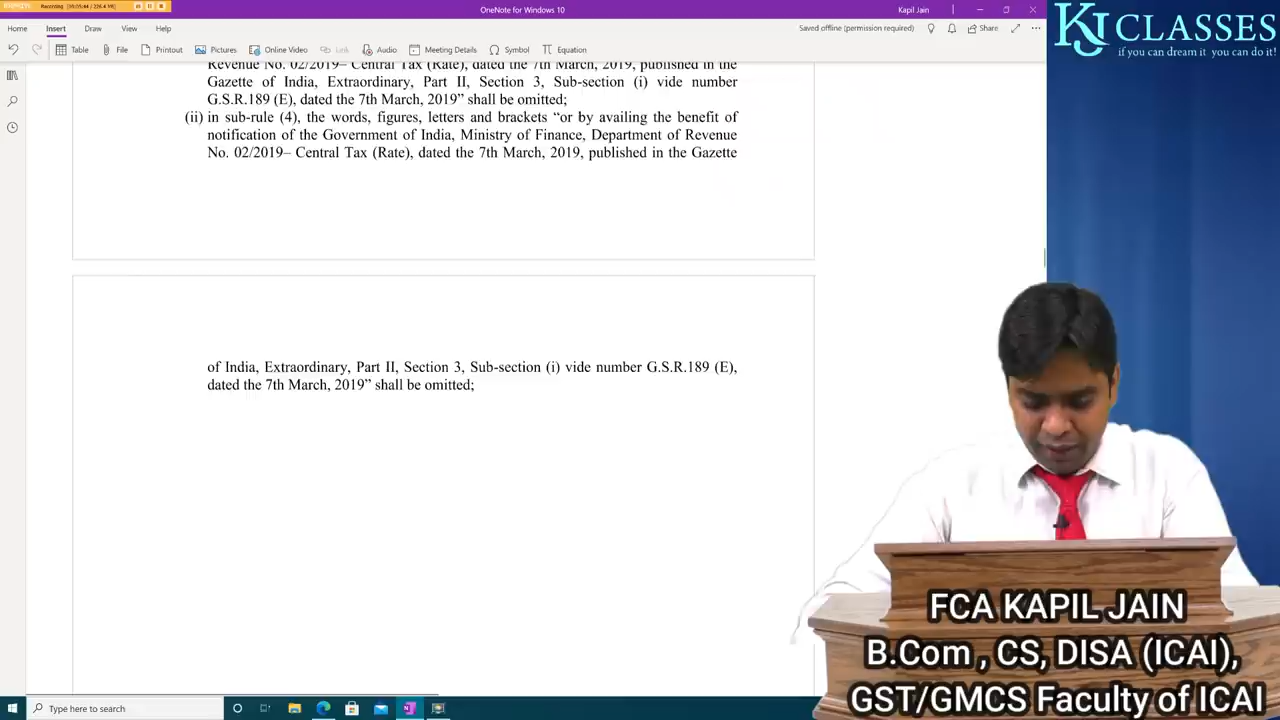 Recording
OneNote for Windows 10
Kapil Jain
Home Insert Draw View Help
Saved offline (permission required) Share
Table File Printout Pictures Online Video Link Audio Meeting Details Symbol Equation
KJ CLASSES
if you can dream it you can do it!
Revenue No. 02/2019– Central Tax (Rate), dated the 7th March, 2019, published in the
Gazette of India, Extraordinary, Part II, Section 3, Sub-section (i) vide number
G.S.R.189 (E), dated the 7th March, 2019” shall be omitted;
(ii) in sub-rule (4), the words, figures, letters and brackets “or by availing the benefit of
notification of the Government of India, Ministry of Finance, Department of Revenue
No. 02/2019– Central Tax (Rate), dated the 7th March, 2019, published in the Gazette
of India, Extraordinary, Part II, Section 3, Sub-section (i) vide number G.S.R.189 (E),
dated the 7th March, 2019” shall be omitted;
FCA KAPIL JAIN
B.Com , CS, DISA (ICAI),
GST/GMCS Faculty of ICAI
Type here to search